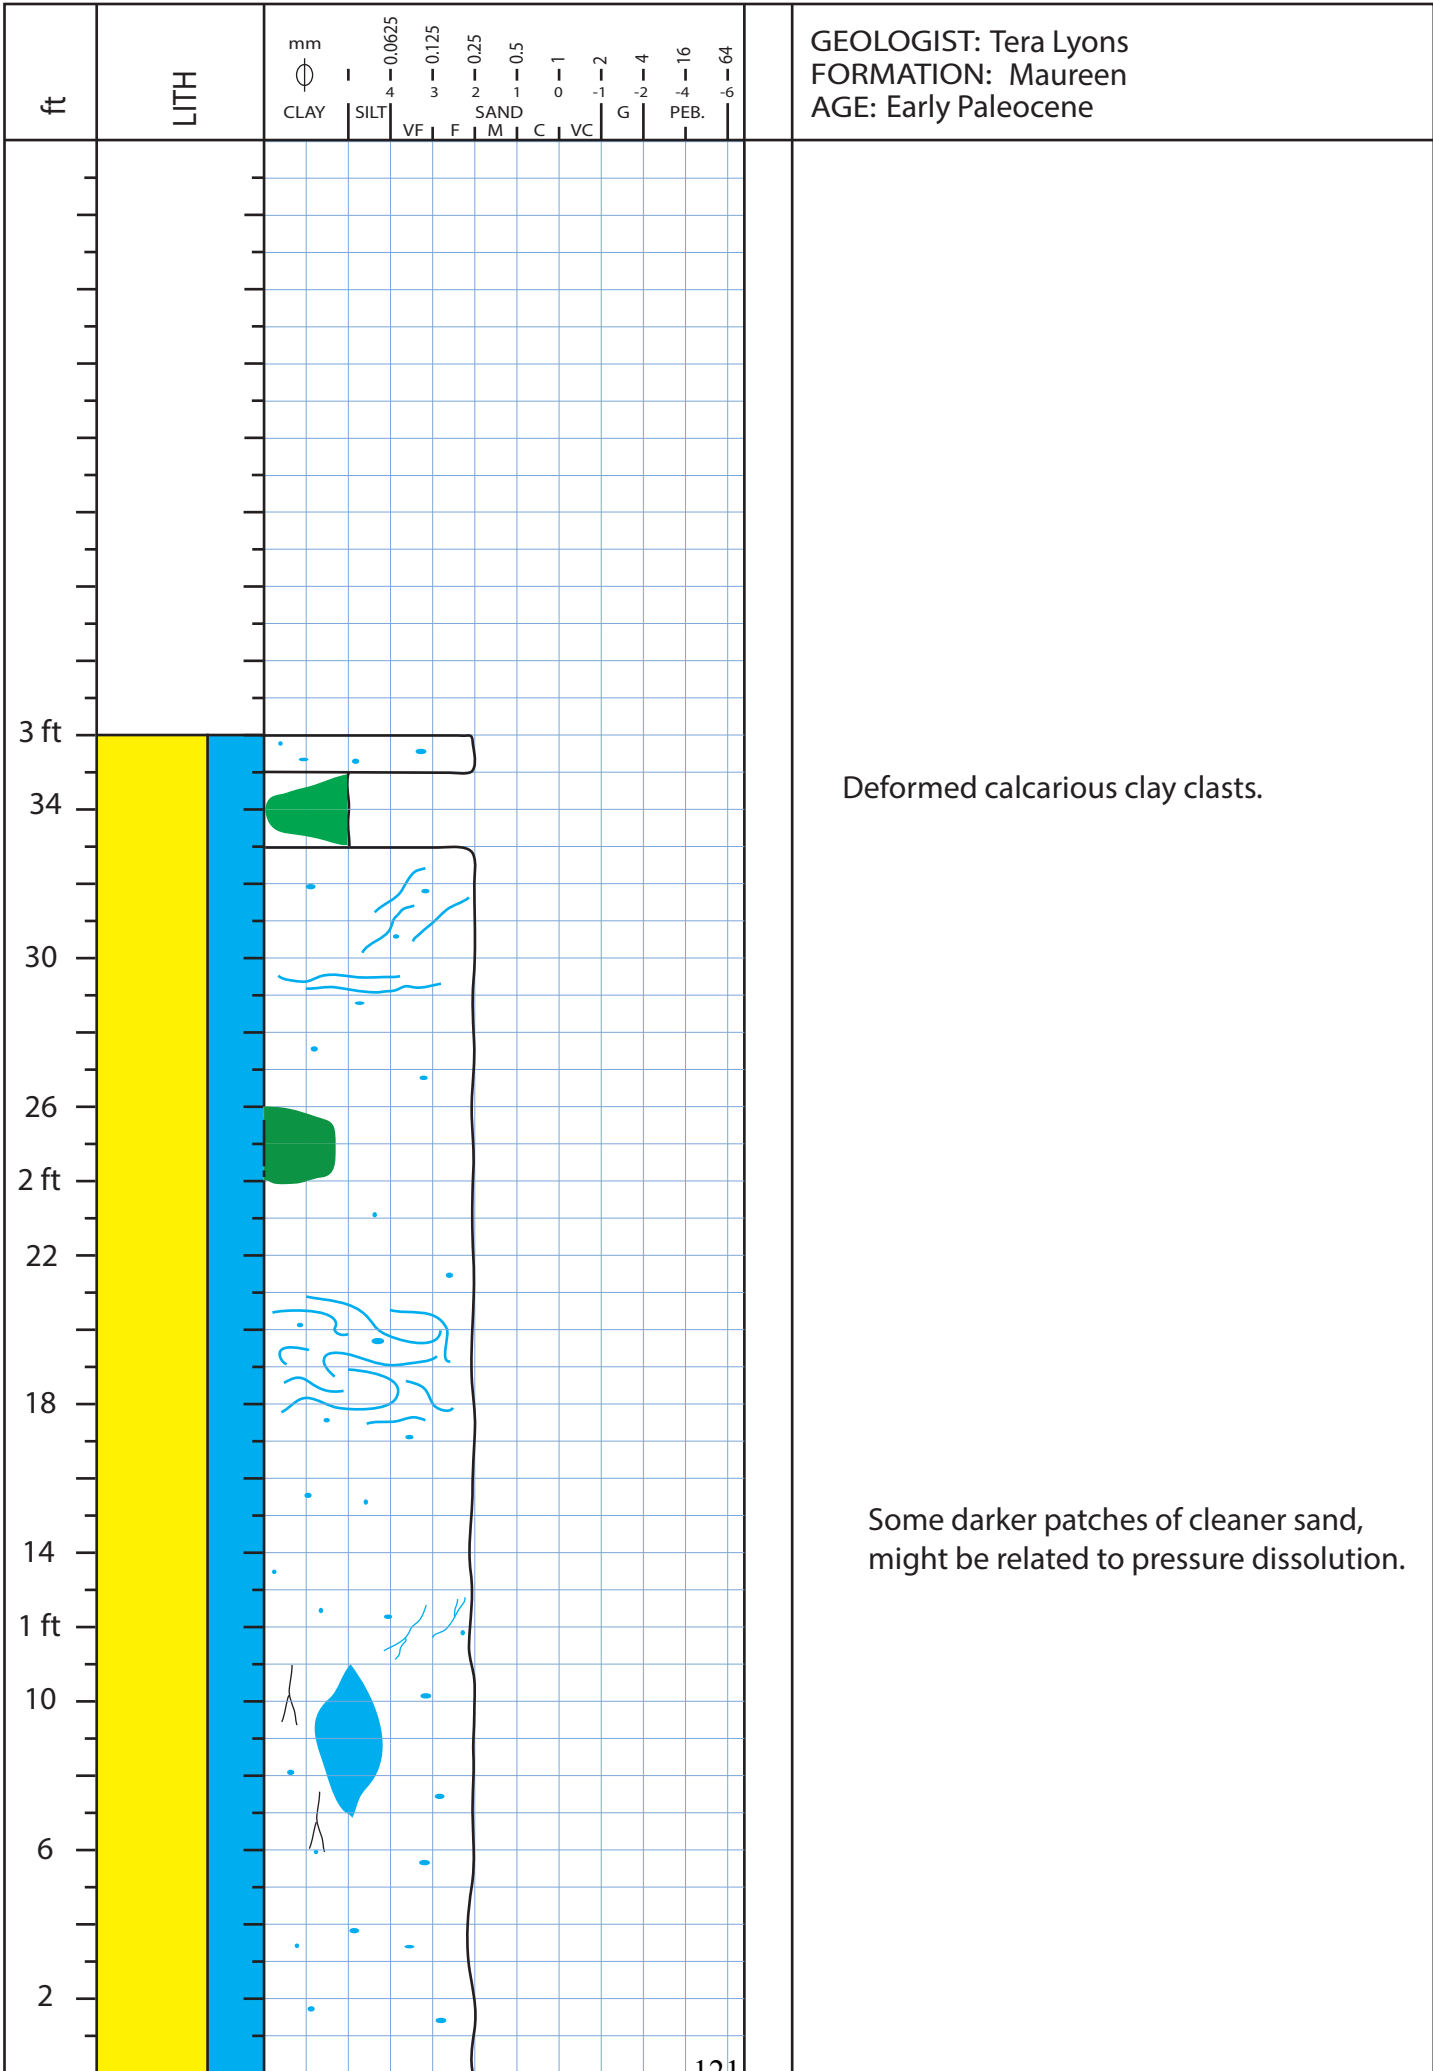 ft
LITH
mm
0.0625
0.125
0.25
0.5
1
2
4
16
64
4
3
2
1
0
-1
-2
-4
-6
CLAY
SILT
SAND
G
PEB.
VF
F
M
C
VC
GEOLOGIST: Tera Lyons
FORMATION: Maureen
AGE: Early Paleocene
3 ft
34
Deformed calcarious clay clasts.
30
26
2 ft
22
18
Some darker patches of cleaner sand,
might be related to pressure dissolution.
14
1 ft
10
6
2
121